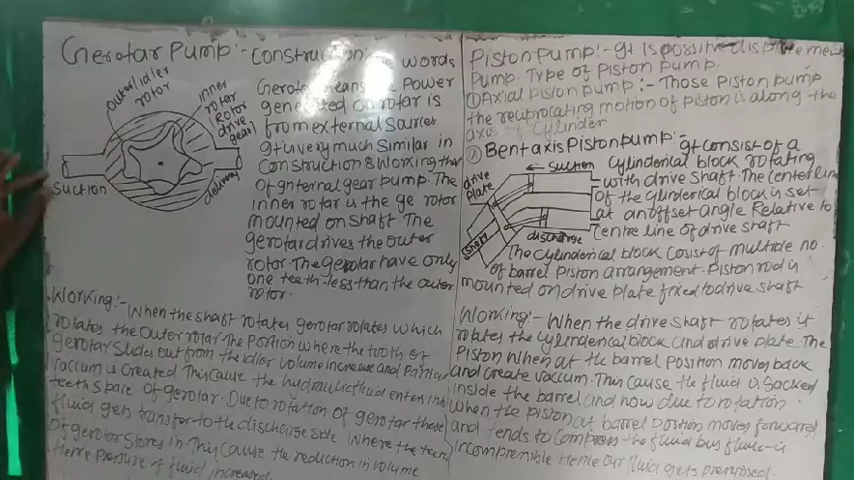 Gerotar Pump:- Construction:- words
outer/idler
rotor
inner
rotor
Rotor
drive
gear
suction
delivery
Gerotar means Power
generated on rotar is
from external Sources
It is very much Similar in
Construction & Working than
of Internal gear pump. The
inner rotar is the ge rotor
mounted on shaft The
gerotar drives the outer
rotor. The gerotar have only
one teeth less than the outer
rotor.
Working:- When the shaft rotates gerotar rotates which
rotates the outer rotar The Portion where the tooth of
gerotar Slides out from the idler volume increase and
Vaccum is Created This Cause the hydraulic fluid enters into
teeth space of gerotar. Due to rotation of gerotar these
fluid gets transfer to the discharge side Where the teeth
of gerotar Stores in This Cause the reduction in volume
Hence Pressure of fluid increased.
Piston Pump:- It is possitve displacement
Pump. Type of Piston pump.
① Axial piston pump:- Those Piston pump
the reciprocating motion of piston is along the
axis of cylinder
② Bent axis Piston pump:- It consist of a
Cylinderical block rotating
with drive shaft. The center line
of the cylinderical block is set
at an offset angle Relative to
Centre line of drive shaft
drive
plate
suction
shaft
discharge
The cylinderical block cosist of multiple no.
of barrel Piston arrangement. Piston rod is
mounted on drive plate fixed to drive shaft
Working:- When the drive shaft rotates it
rotates the cylinderical block and drive plate. The
Piston When at the barrel position moves back
and create vaccum. This cause the fluid Sacked
inside the barrel and now due to rotation
When the piston at barrel position moves forward
and tends to compress the fluid but fluid is
incompremible Hence Our fluid gets